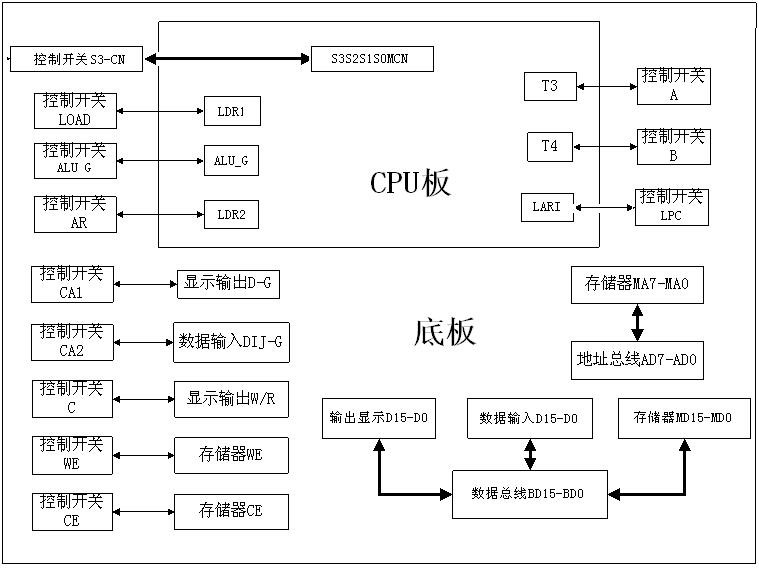 控制开关S3-CN
S3S2S1S0MCN
控制开关
LOAD
LDR1
T3
控制开关
A
控制开关
ALU G
ALU_G
T4
控制开关
B
CPU板
控制开关
AR
LDR2
LARI
控制开关
LPC
控制开关
CA1
显示输出D-G
存储器MA7-MA0
控制开关
CA2
数据输入DIJ-G
底板
地址总线AD7-AD0
控制开关
C
显示输出W/R
输出显示D15-D0
数据输入D15-D0
存储器MD15-MD0
控制开关
WE
存储器WE
数据总线BD15-BD0
控制开关
CE
存储器CE